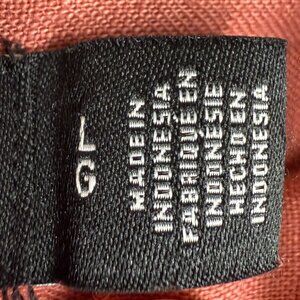 L
G
MADE IN
INDONESIA
FABRIQUÉ EN
INDONÉSIE
HECHO EN
INDONESIA